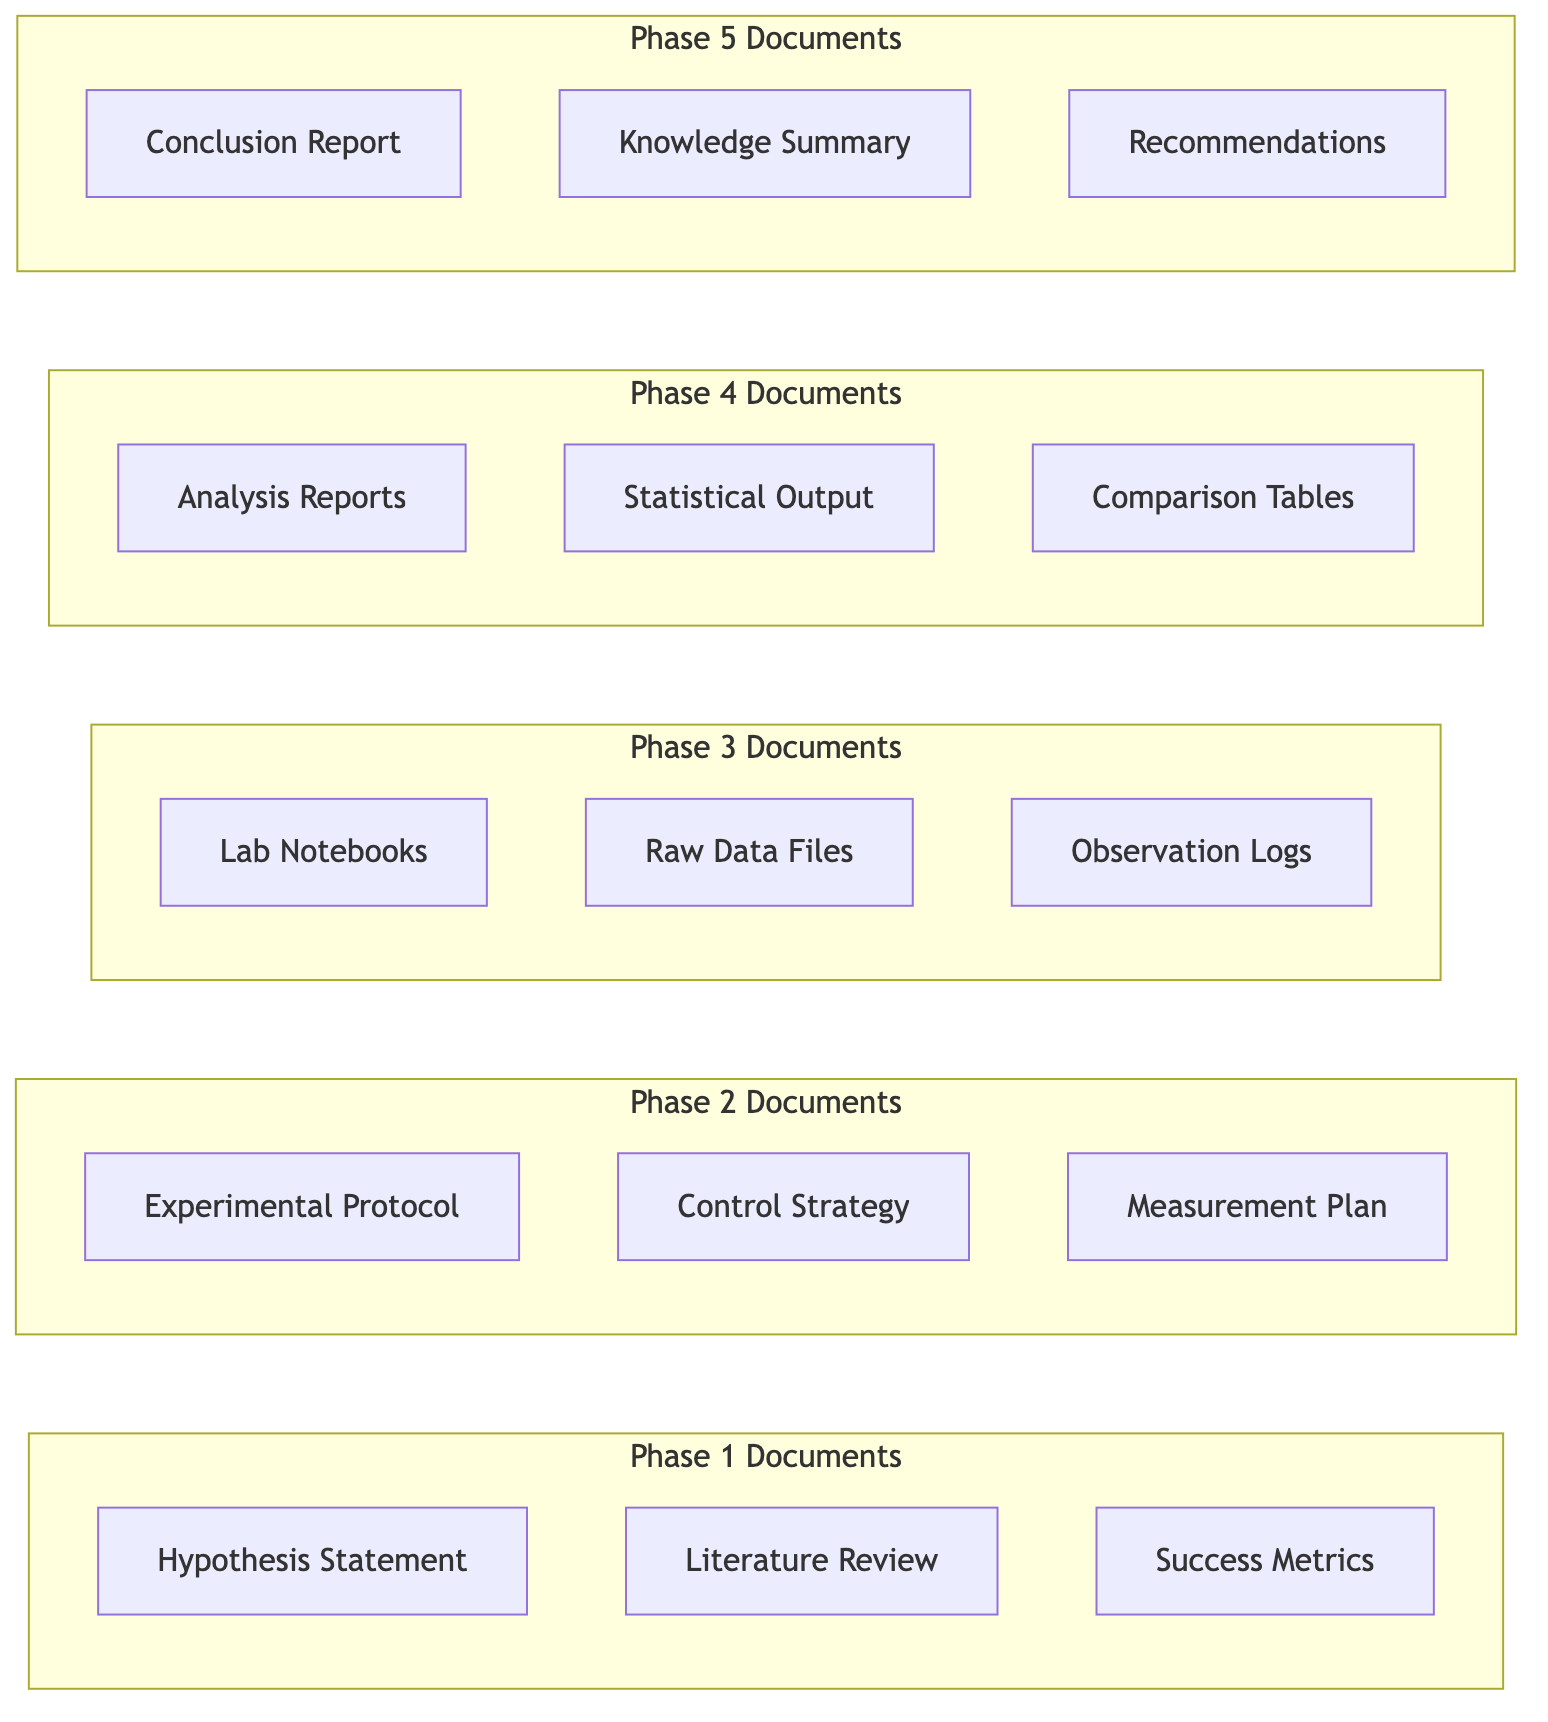 Phase 5 Documents
Conclusion Report
Knowledge Summary
Recommendations
Phase 4 Documents
Analysis Reports
Statistical Output
Comparison Tables
Phase 3 Documents
Lab Notebooks
Raw Data Files
Observation Logs
Phase 2 Documents
Experimental Protocol
Control Strategy
Measurement Plan
Phase 1 Documents
Hypothesis Statement
Literature Review
Success Metrics